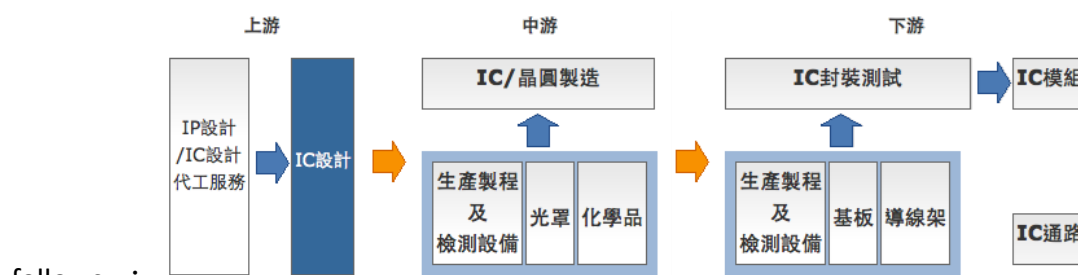 上游
中游
下游
IP設計
/IC設計
代工服務
IC設計
IC/晶圓製造
生產製程
及
檢測設備
光罩
化學品
IC封裝測試
生產製程
及
檢測設備
基板
導線架
IC模組
IC通路